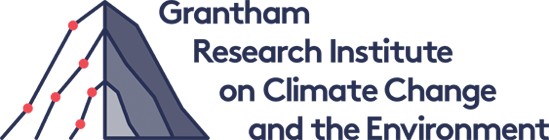 Grantham
Research Institute
on Climate Change
and the Environment